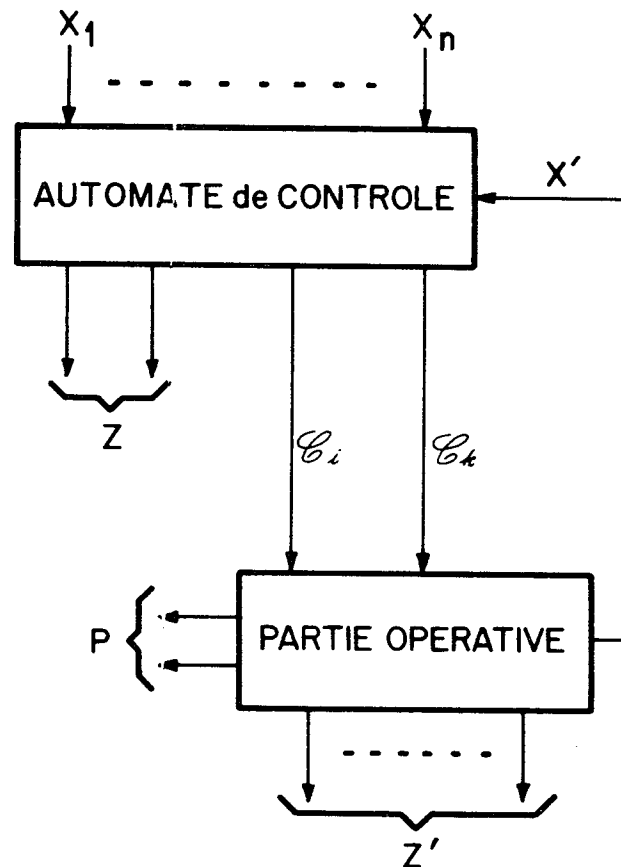 X1 Xn
X′
AUTOMATE de CONTROLE
Z
𝒞i 𝒞k
P
PARTIE OPERATIVE
Z′